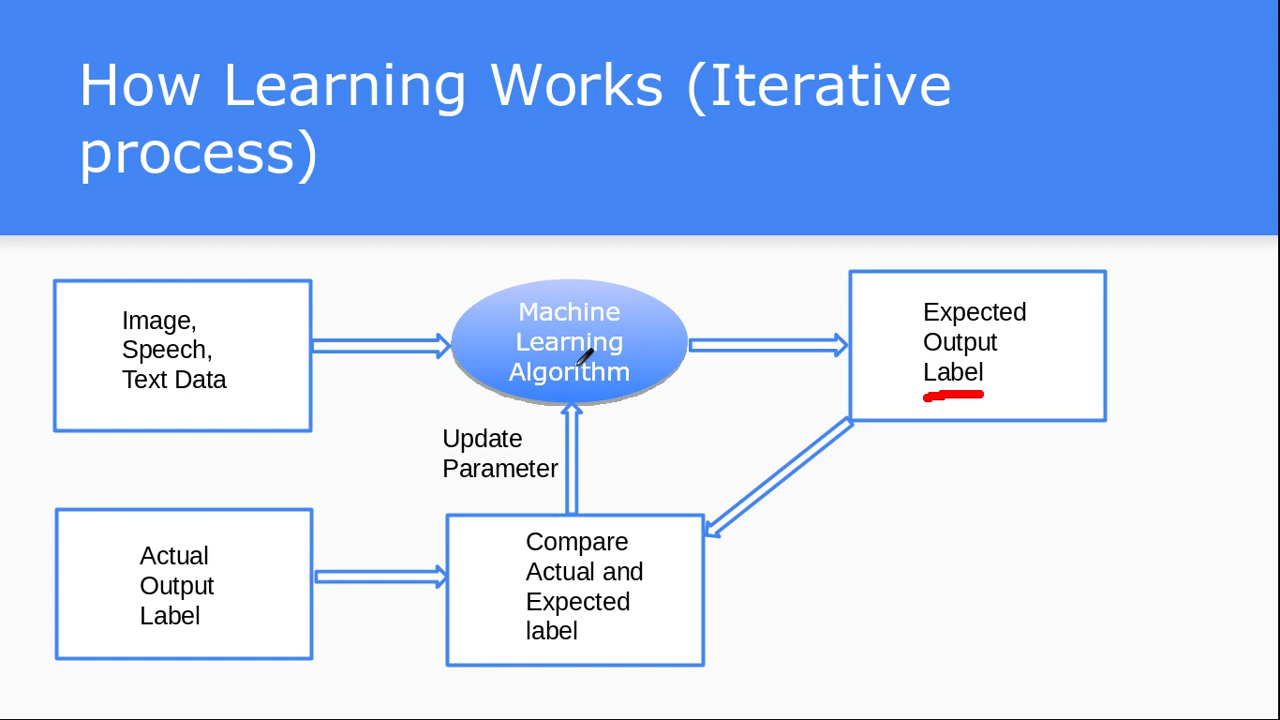 How Learning Works (Iterative
process)
Image,
Speech,
Text Data
Machine
Learning
Algorithm
Expected
Output
Label
Update
Parameter
Actual
Output
Label
Compare
Actual and
Expected
label